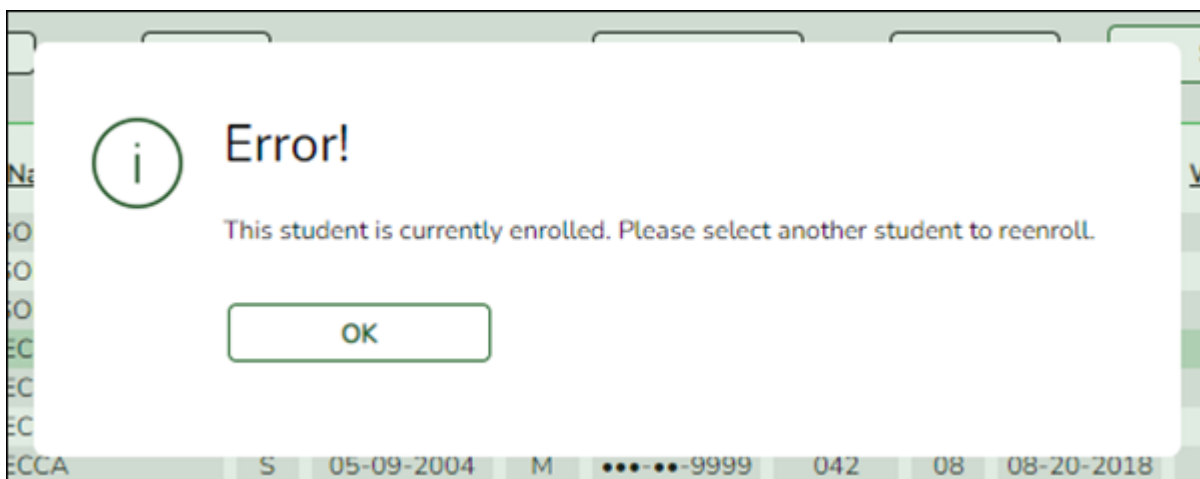 Error!
This student is currently enrolled. Please select another student to reenroll.
OK
ECCA S 05-09-2004 M •••-••-9999 042 08 08-20-2018